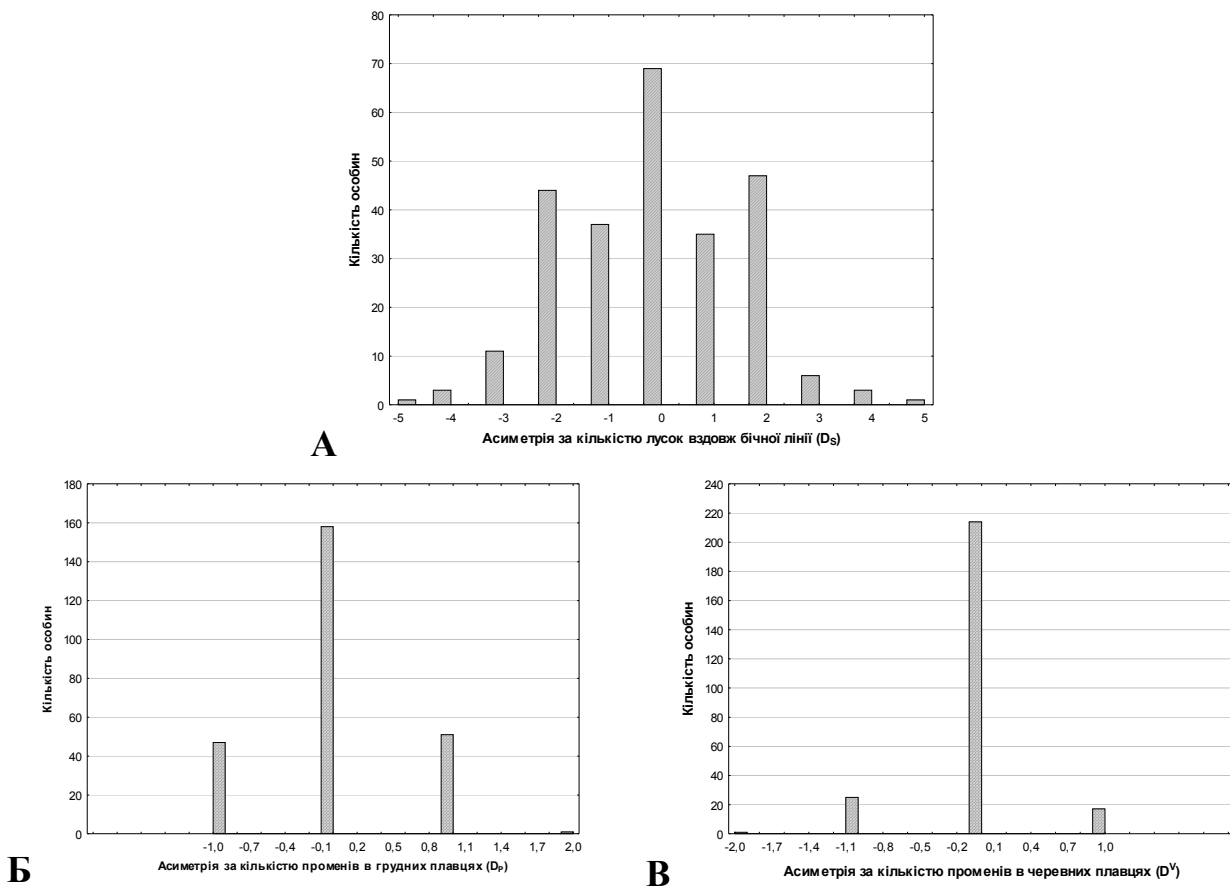 80
70
60
50
40
30
20
10
0
Кількість особин
-5 -4 -3 -2 -1 0 1 2 3 4 5
Асиметрія за кількістю лусок вздовж бічної лінії (DS)
А
180
160
140
120
100
80
60
40
20
0
Кількість особин
-1,0 -0,7 -0,4 -0,1 0,2 0,5 0,8 1,1 1,4 1,7 2,0
Асиметрія за кількістю променів в грудних плавцях (DP)
Б
240
220
200
180
160
140
120
100
80
60
40
20
0
Кількість особин
-2,0 -1,7 -1,4 -1,1 -0,8 -0,5 -0,2 0,1 0,4 0,7 1,0
Асиметрія за кількістю променів в черевних плавцях (DV)
В